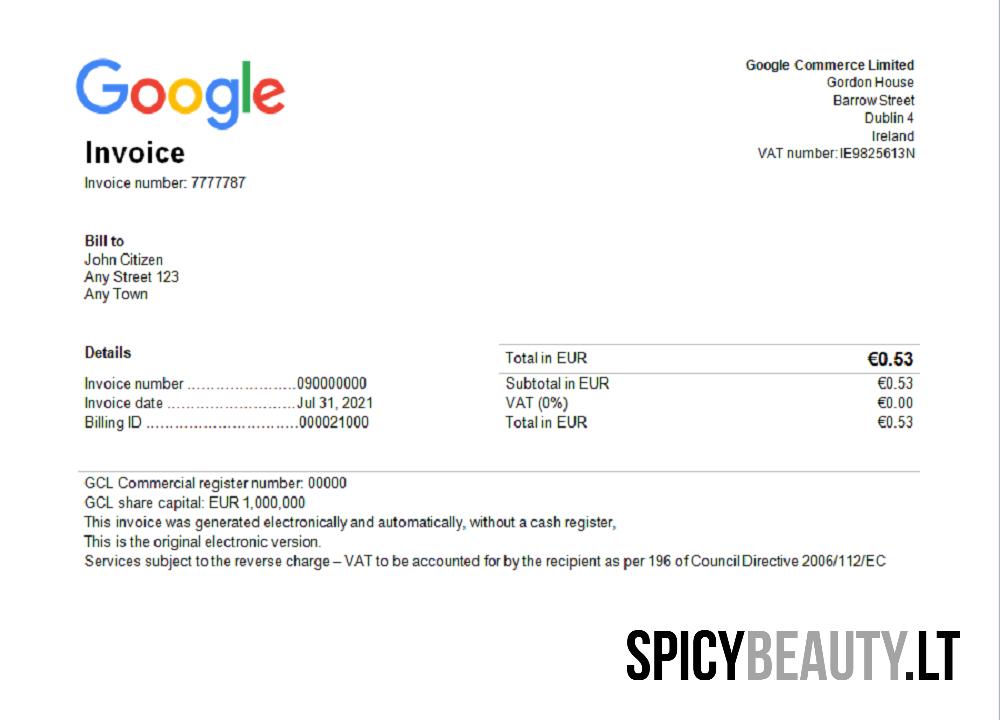 Google
Google Commerce Limited
Gordon House
Barrow Street
Dublin 4
Ireland
VAT number: IE9825613N
Invoice
Invoice number: 7777787
Bill to
John Citizen
Any Street 123
Any Town
Details
Invoice number ........................090000000
Invoice date ............................Jul 31, 2021
Billing ID .................................000021000
Total in EUR €0.53
Subtotal in EUR €0.53
VAT (0%) €0.00
Total in EUR €0.53
GCL Commercial register number: 00000
GCL share capital: EUR 1,000,000
This invoice was generated electronically and automatically, without a cash register,
This is the original electronic version.
Services subject to the reverse charge – VAT to be accounted for by the recipient as per 196 of Council Directive 2006/112/EC
SPICYBEAUTY.LT